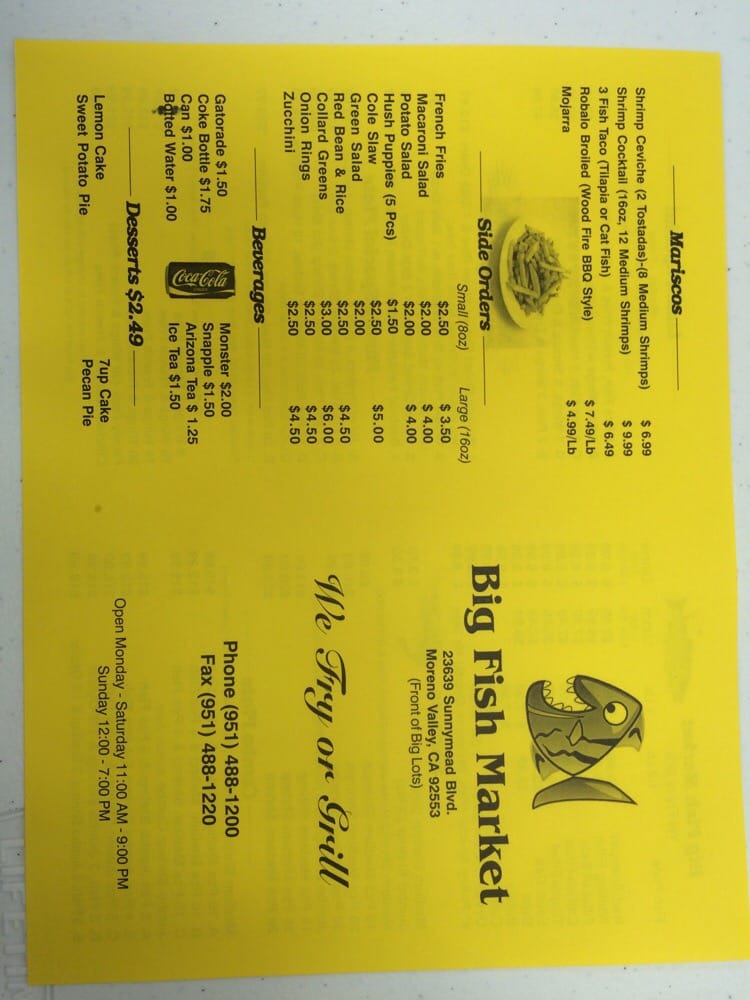 Mariscos
Shrimp Ceviche (2 Tostadas)-(8 Medium Shrimps) $ 6.99
Shrimp Cocktail (16oz, 12 Medium Shrimps) $ 9.99
3 Fish Taco (Tilapia or Cat Fish) $ 6.49
Robalo Broiled (Wood Fire BBQ Style) $ 7.49/Lb
Mojarra $ 4.99/Lb
Side Orders
Small (8oz) Large (16oz)
French Fries $2.50 $ 3.50
Macaroni Salad $2.00 $ 4.00
Potato Salad $2.00 $ 4.00
Hush Puppies (5 Pcs) $1.50
Cole Slaw $2.50 $5.00
Green Salad $2.00
Red Bean & Rice $2.50 $4.50
Collard Greens $3.00 $6.00
Onion Rings $2.50 $4.50
Zucchini $2.50 $4.50
Beverages
Gatorade $1.50
Coke Bottle $1.75
Can $1.00
Botted Water $1.00
Coca-Cola
Monster $2.00
Snapple $1.50
Arizona Tea $ 1.25
Ice Tea $1.50
Desserts $2.49
Lemon Cake 7up Cake
Sweet Potato Pie Pecan Pie
Big Fish Market
23639 Sunnymead Blvd.
Moreno Valley, CA 92553
(Front of Big Lots)
We Fry or Grill
Phone (951) 488-1200
Fax (951) 488-1220
Open Monday - Saturday 11:00 AM - 9:00 PM
Sunday 12:00 - 7:00 PM